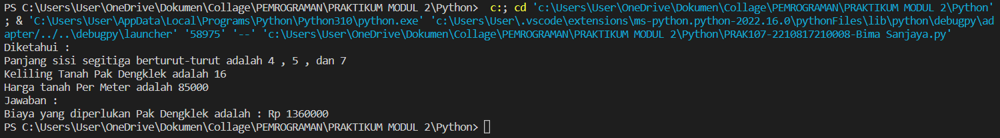 PS C:\Users\User\OneDrive\Dokumen\Collage\PEMROGRAMAN\PRAKTIKUM MODUL 2\Python>  c:; cd 'c:\Users\User\OneDrive\Dokumen\Collage\PEMROGRAMAN\PRAKTIKUM MODUL 2\Python'
; & 'C:\Users\User\AppData\Local\Programs\Python\Python310\python.exe' 'c:\Users\User\.vscode\extensions\ms-python.python-2022.16.0\pythonFiles\lib\python\debugpy\ad
apter/../..\debugpy\launcher' '58975' '--' 'c:\Users\User\OneDrive\Dokumen\Collage\PEMROGRAMAN\PRAKTIKUM MODUL 2\Python\PRAK107-2210817210008-Bima Sanjaya.py'
Diketahui :
Panjang sisi segitiga berturut-turut adalah 4 , 5 , dan 7
Keliling Tanah Pak Dengklek adalah 16
Harga tanah Per Meter adalah 85000
Jawaban :
Biaya yang diperlukan Pak Dengklek adalah : Rp 1360000
PS C:\Users\User\OneDrive\Dokumen\Collage\PEMROGRAMAN\PRAKTIKUM MODUL 2\Python>